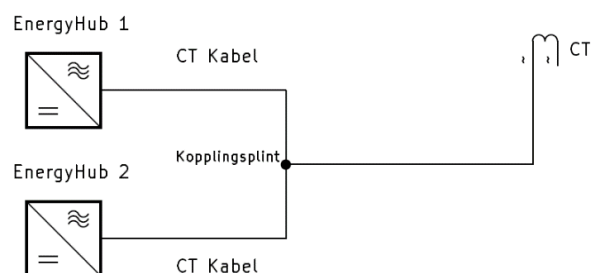 EnergyHub 1
CT Kabel
CT
Kopplingsplint
EnergyHub 2
CT Kabel